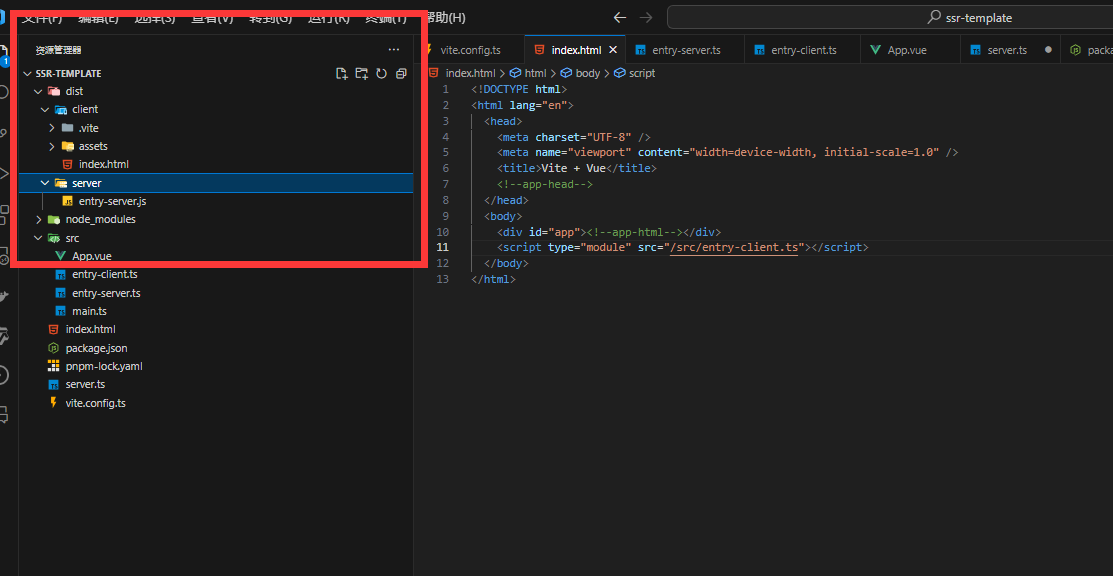 文件(F) 编辑(E) 选择(S) 查看(V) 转到(G) 运行(R) 终端(T) 帮助(H)
ssr-template
资源管理器
vite.config.ts
index.html
entry-server.ts
entry-client.ts
App.vue
server.ts
1
SSR-TEMPLATE
dist
client
.vite
assets
index.html
server
entry-server.js
node_modules
src
App.vue
entry-client.ts
entry-server.ts
main.ts
index.html
package.json
pnpm-lock.yaml
server.ts
vite.config.ts
index.html > html > body > script
1 <!DOCTYPE html>
2 <html lang="en">
3 <head>
4 <meta charset="UTF-8" />
5 <meta name="viewport" content="width=device-width, initial-scale=1.0" />
6 <title>Vite + Vue</title>
7 <!--app-head-->
8 </head>
9 <body>
10 <div id="app"><!--app-html--></div>
11 <script type="module" src="/src/entry-client.ts"></script>
12 </body>
13 </html>